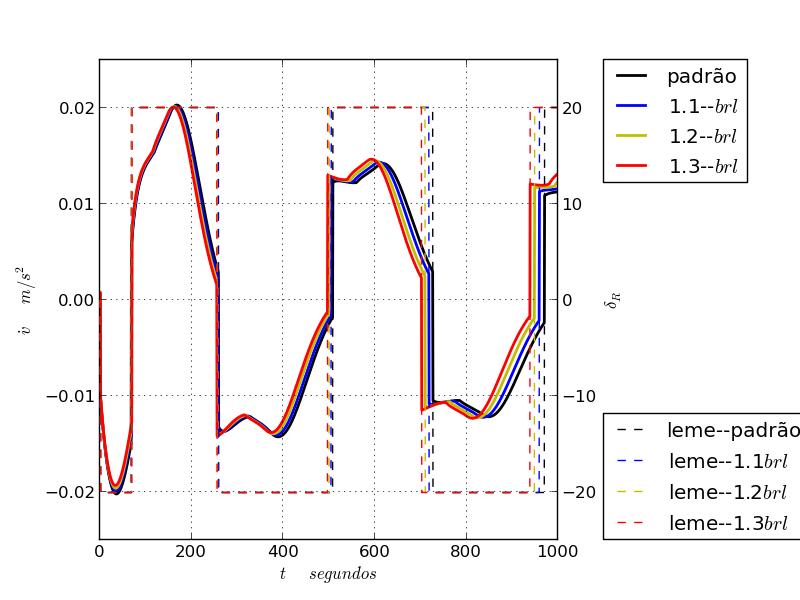 padrão
1.1--brl
1.2--brl
1.3--brl
0.02
0.01
0.00
−0.01
−0.02
v̇ m/s²
20
10
0
−10
−20
δ_R
leme--padrão
leme--1.1brl
leme--1.2brl
leme--1.3brl
0 200 400 600 800 1000
t segundos